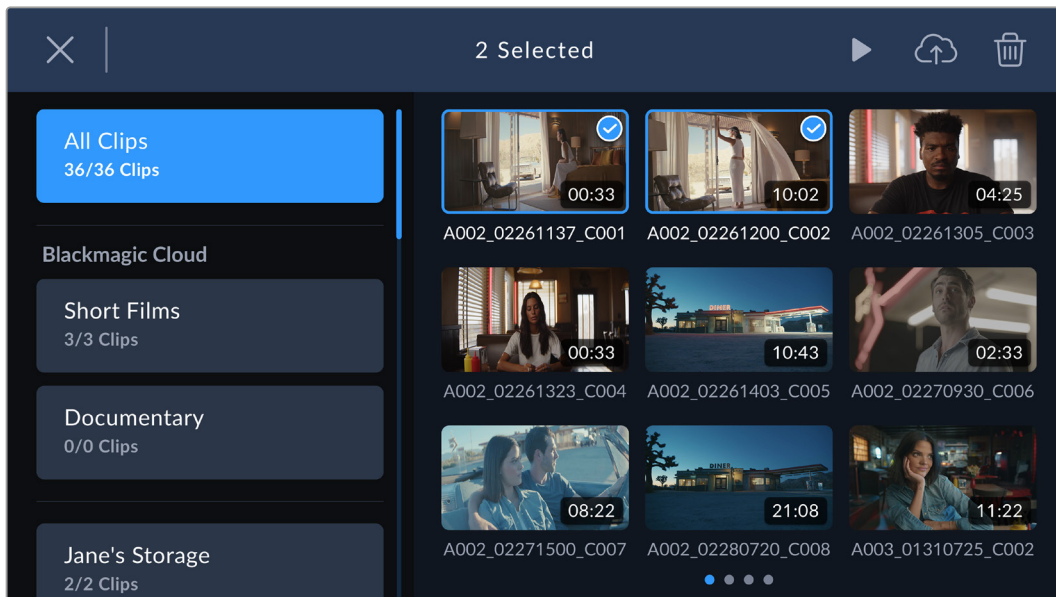 2 Selected
All Clips
36/36 Clips
Blackmagic Cloud
Short Films
3/3 Clips
Documentary
0/0 Clips
Jane's Storage
2/2 Clips
00:33
10:02
04:25
A002_02261137_C001
A002_02261200_C002
A002_02261305_C003
DINER
00:33
10:43
02:33
A002_02261323_C004
A002_02261403_C005
A002_02270930_C006
DINER
08:22
21:08
11:22
A002_02271500_C007
A002_02280720_C008
A003_01310725_C002